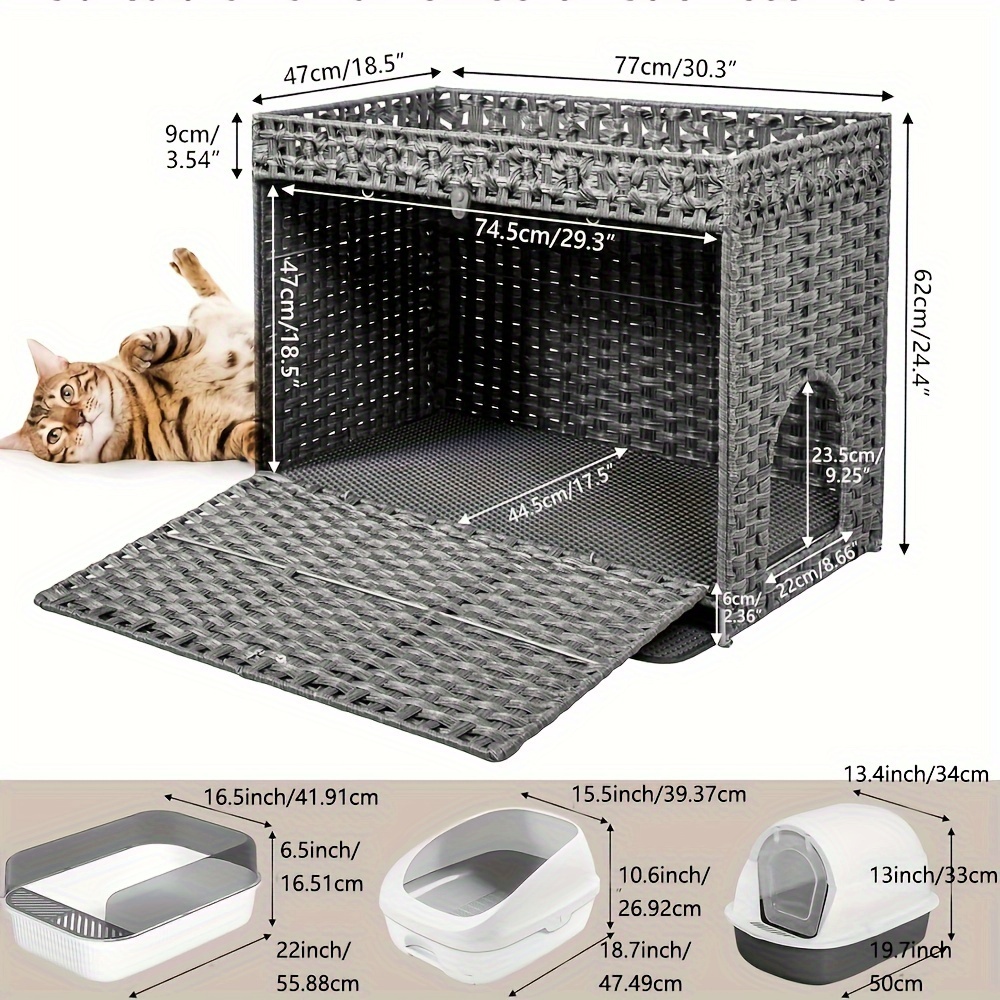 47cm/18.5"
77cm/30.3"
9cm/
3.54"
74.5cm/29.3"
47cm/18.5"
62cm/24.4"
23.5cm/
9.25"
44.5cm/17.5"
22cm/8.66"
6cm/
2.36"
13.4inch/34cm
16.5inch/41.91cm
15.5inch/39.37cm
6.5inch/
16.51cm
10.6inch/
26.92cm
13inch/33cm
22inch/
55.88cm
18.7inch/
47.49cm
19.7inch
50cm